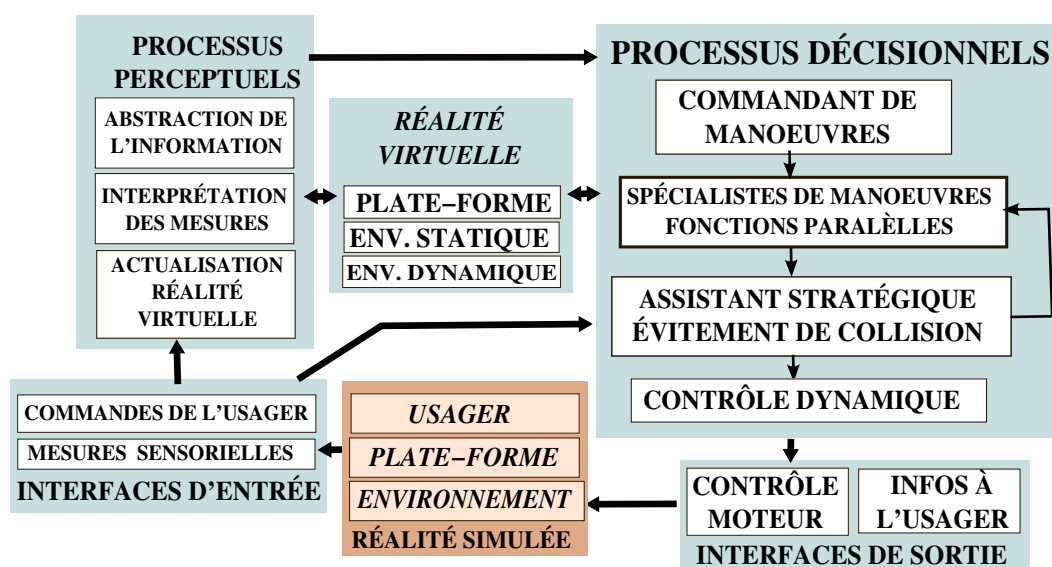 PROCESSUS
PERCEPTUELS
ABSTRACTION DE
L'INFORMATION
INTERPRÉTATION
DES MESURES
ACTUALISATION
RÉALITÉ
VIRTUELLE
RÉALITÉ
VIRTUELLE
PLATE–FORME
ENV. STATIQUE
ENV. DYNAMIQUE
PROCESSUS DÉCISIONNELS
COMMANDANT DE
MANOEUVRES
SPÉCIALISTES DE MANOEUVRES
FONCTIONS PARALÈLLES
ASSISTANT STRATÉGIQUE
ÉVITEMENT DE COLLISION
CONTRÔLE DYNAMIQUE
COMMANDES DE L'USAGER
MESURES SENSORIELLES
INTERFACES D'ENTRÉE
USAGER
PLATE–FORME
ENVIRONNEMENT
RÉALITÉ SIMULÉE
CONTRÔLE
MOTEUR
INFOS À
L'USAGER
INTERFACES DE SORTIE